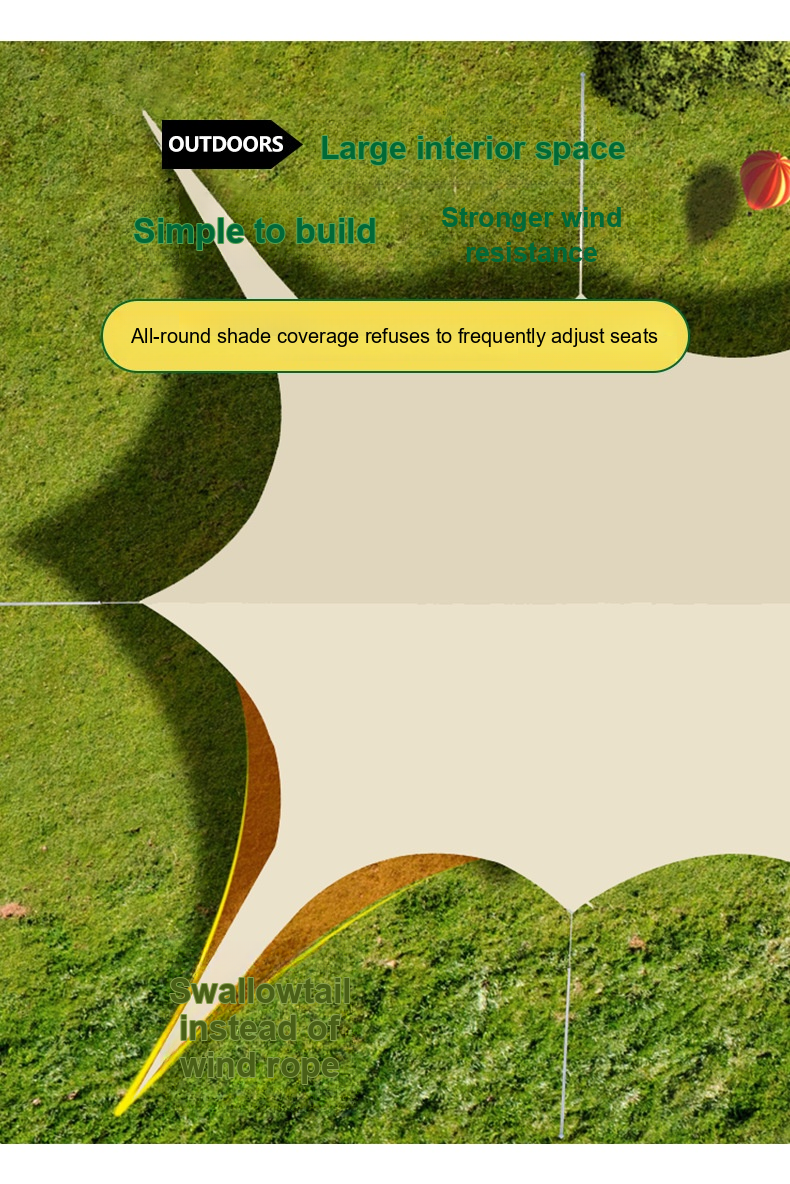 OUTDOORS
Large interior space
Simple to build
Stronger wind
resistance
All-round shade coverage refuses to frequently adjust seats
Swallowtail
instead of
wind rope